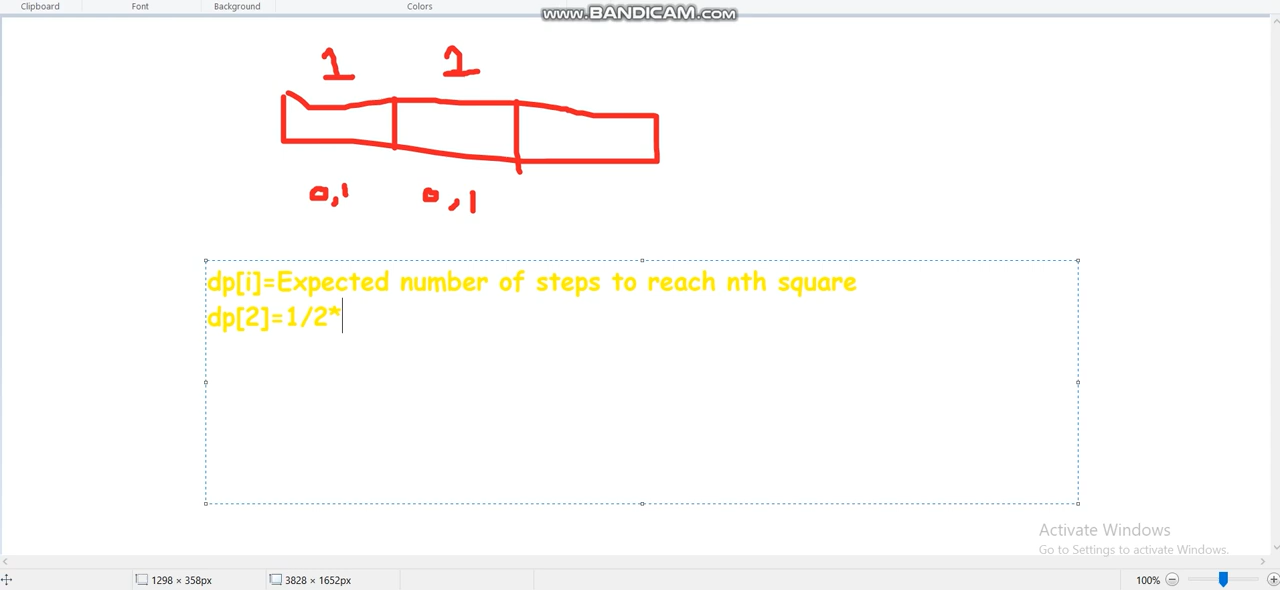 Clipboard Font Background Colors
www.BANDICAM.com
1 1
0,1 0,1
dp[i]=Expected number of steps to reach nth square
dp[2]=1/2*
Activate Windows
Go to Settings to activate Windows.
1298 × 358px 3828 × 1652px 100%